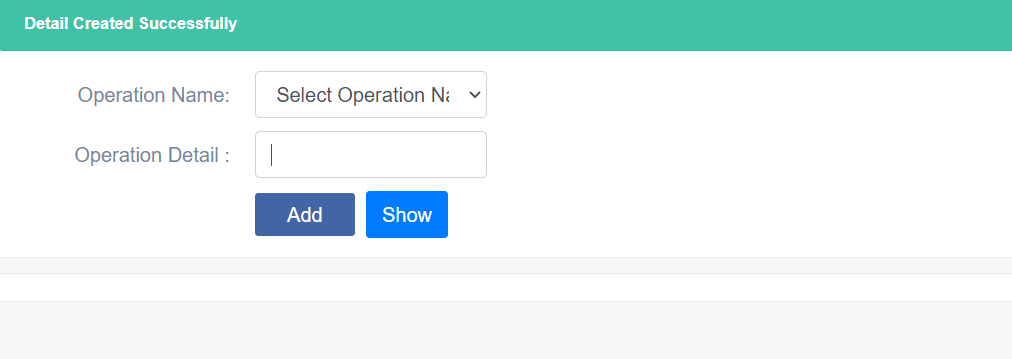 Detail Created Successfully
Operation Name:
Select Operation Na
Operation Detail :
Add
Show